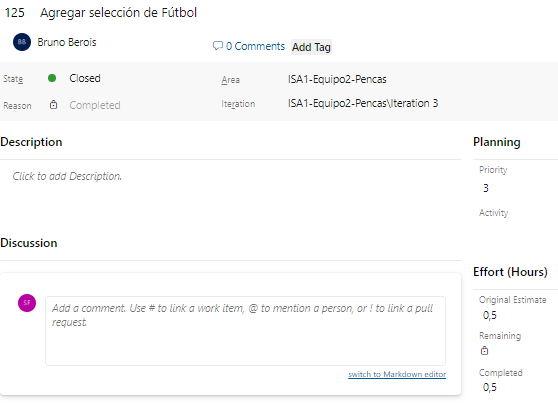 125 Agregar selección de Fútbol
BB Bruno Berois
0 Comments Add Tag
State Closed
Area ISA1-Equipo2-Pencas
Reason Completed
Iteration ISA1-Equipo2-Pencas\Iteration 3
Description
Click to add Description.
Planning
Priority
3
Activity
Discussion
SF
Add a comment. Use # to link a work item, @ to mention a person, or ! to link a pull
request.
switch to Markdown editor
Effort (Hours)
Original Estimate
0,5
Remaining
Completed
0,5